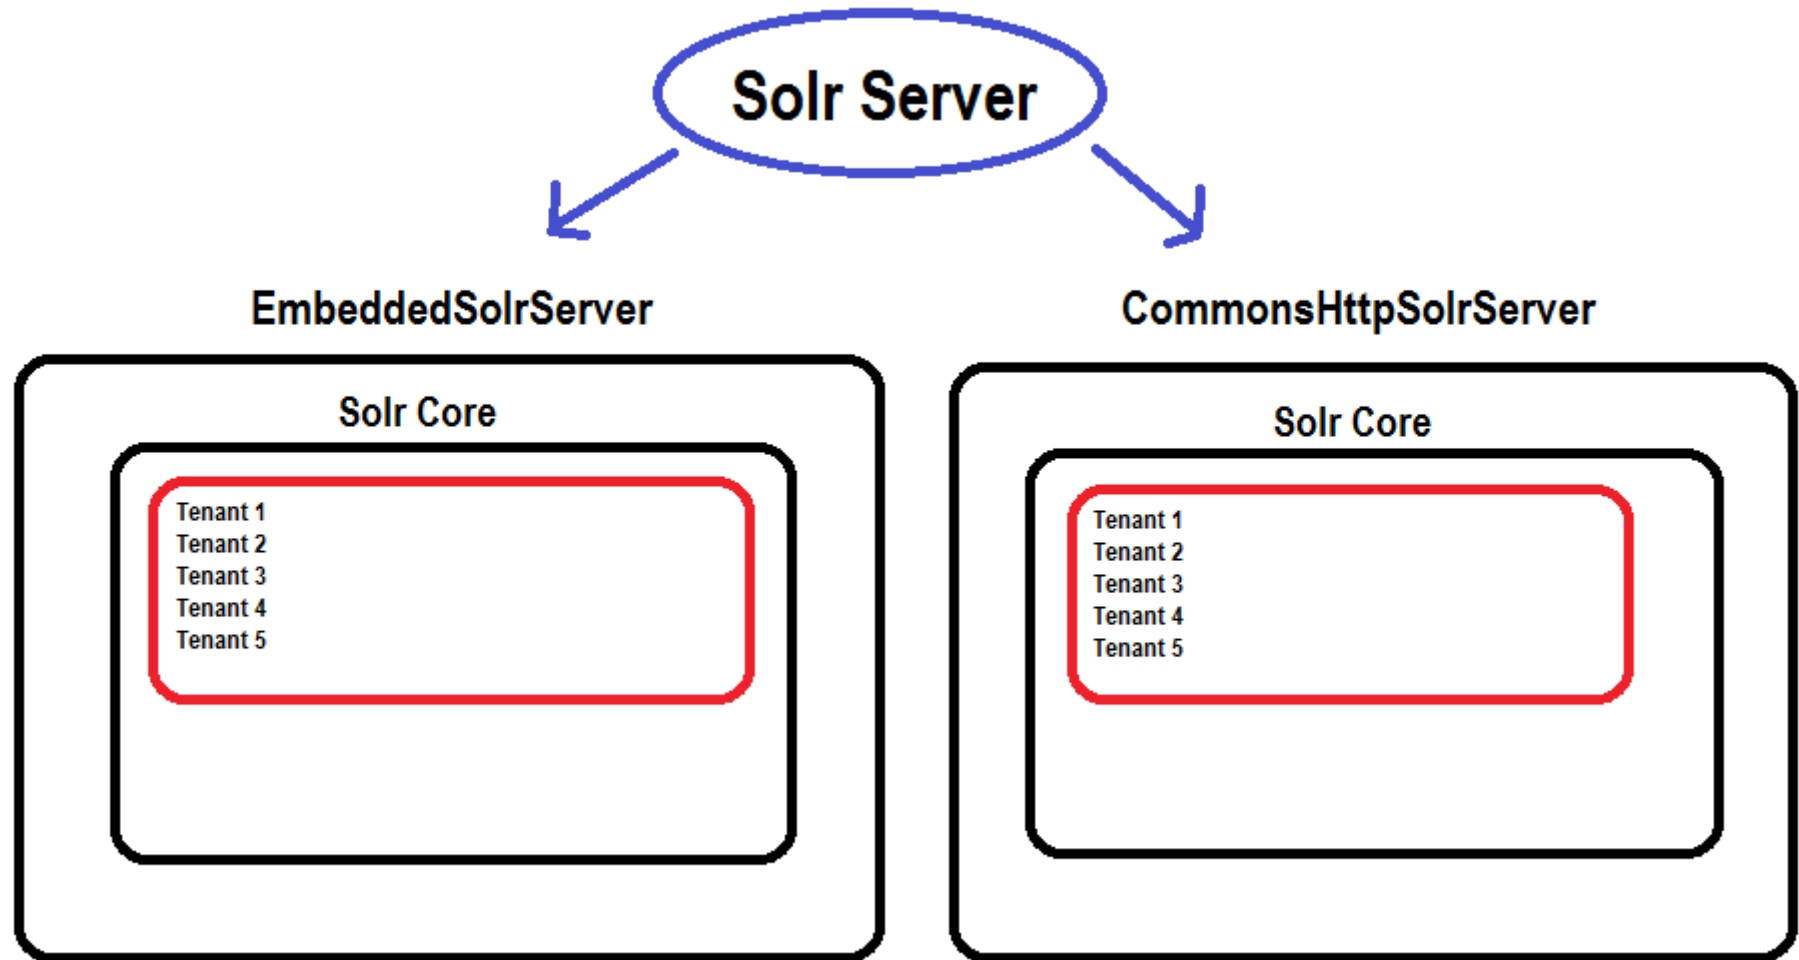 Solr Server
EmbeddedSolrServer
Solr Core
Tenant 1
Tenant 2
Tenant 3
Tenant 4
Tenant 5
CommonsHttpSolrServer
Solr Core
Tenant 1
Tenant 2
Tenant 3
Tenant 4
Tenant 5